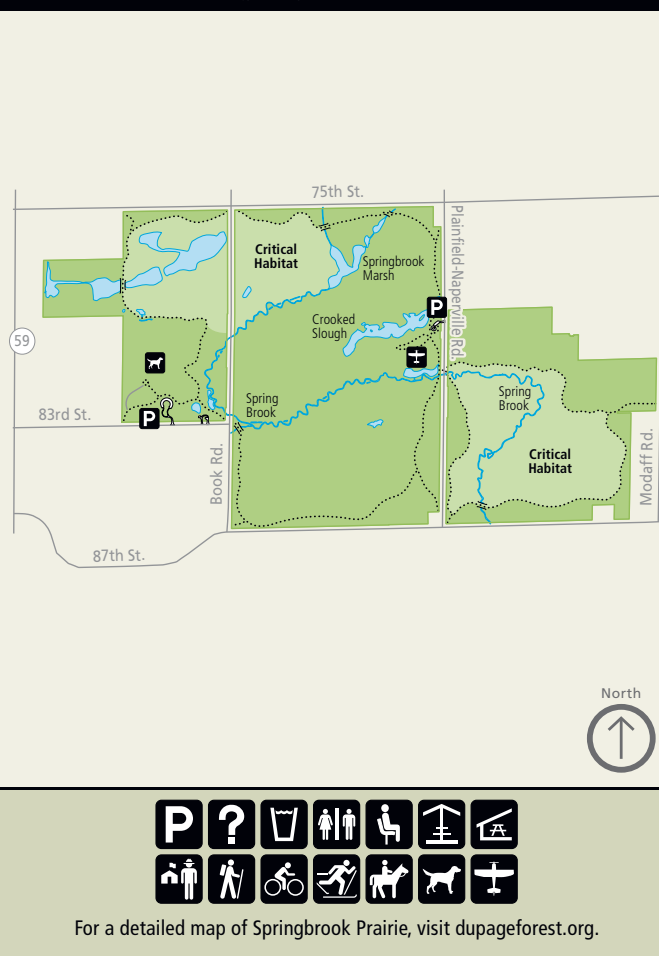 75th St.
Plainfield-Naperville Rd.
Critical
Habitat
Springbrook
Marsh
P
Crooked
Slough
59
Spring
Brook
Spring
Brook
83rd St.
P
Critical
Habitat
Book Rd.
Modaff Rd.
87th St.
North
P ?
For a detailed map of Springbrook Prairie, visit dupageforest.org.